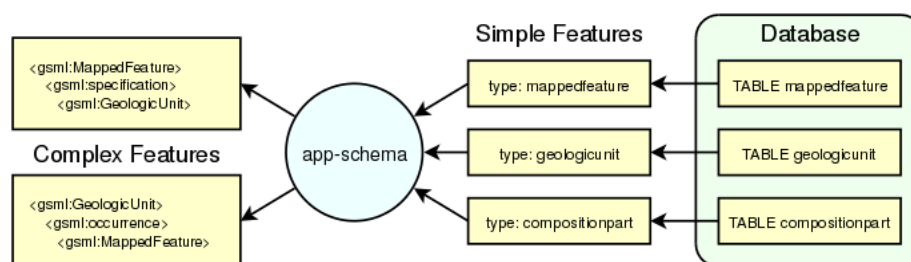 Simple Features
Database
<gsml:MappedFeature>
<gsml:specification>
<gsml:GeologicUnit>
type: mappedfeature
TABLE mappedfeature
Complex Features
app-schema
type: geologicunit
TABLE geologicunit
<gsml:GeologicUnit>
<gsml:occurrence>
<gsml:MappedFeature>
type: compositionpart
TABLE compositionpart